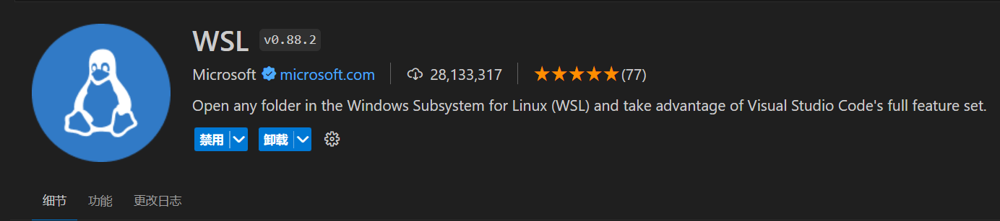 WSL v0.88.2
Microsoft microsoft.com 28,133,317 (77)
Open any folder in the Windows Subsystem for Linux (WSL) and take advantage of Visual Studio Code's full feature set.
禁用 卸载
细节 功能 更改日志